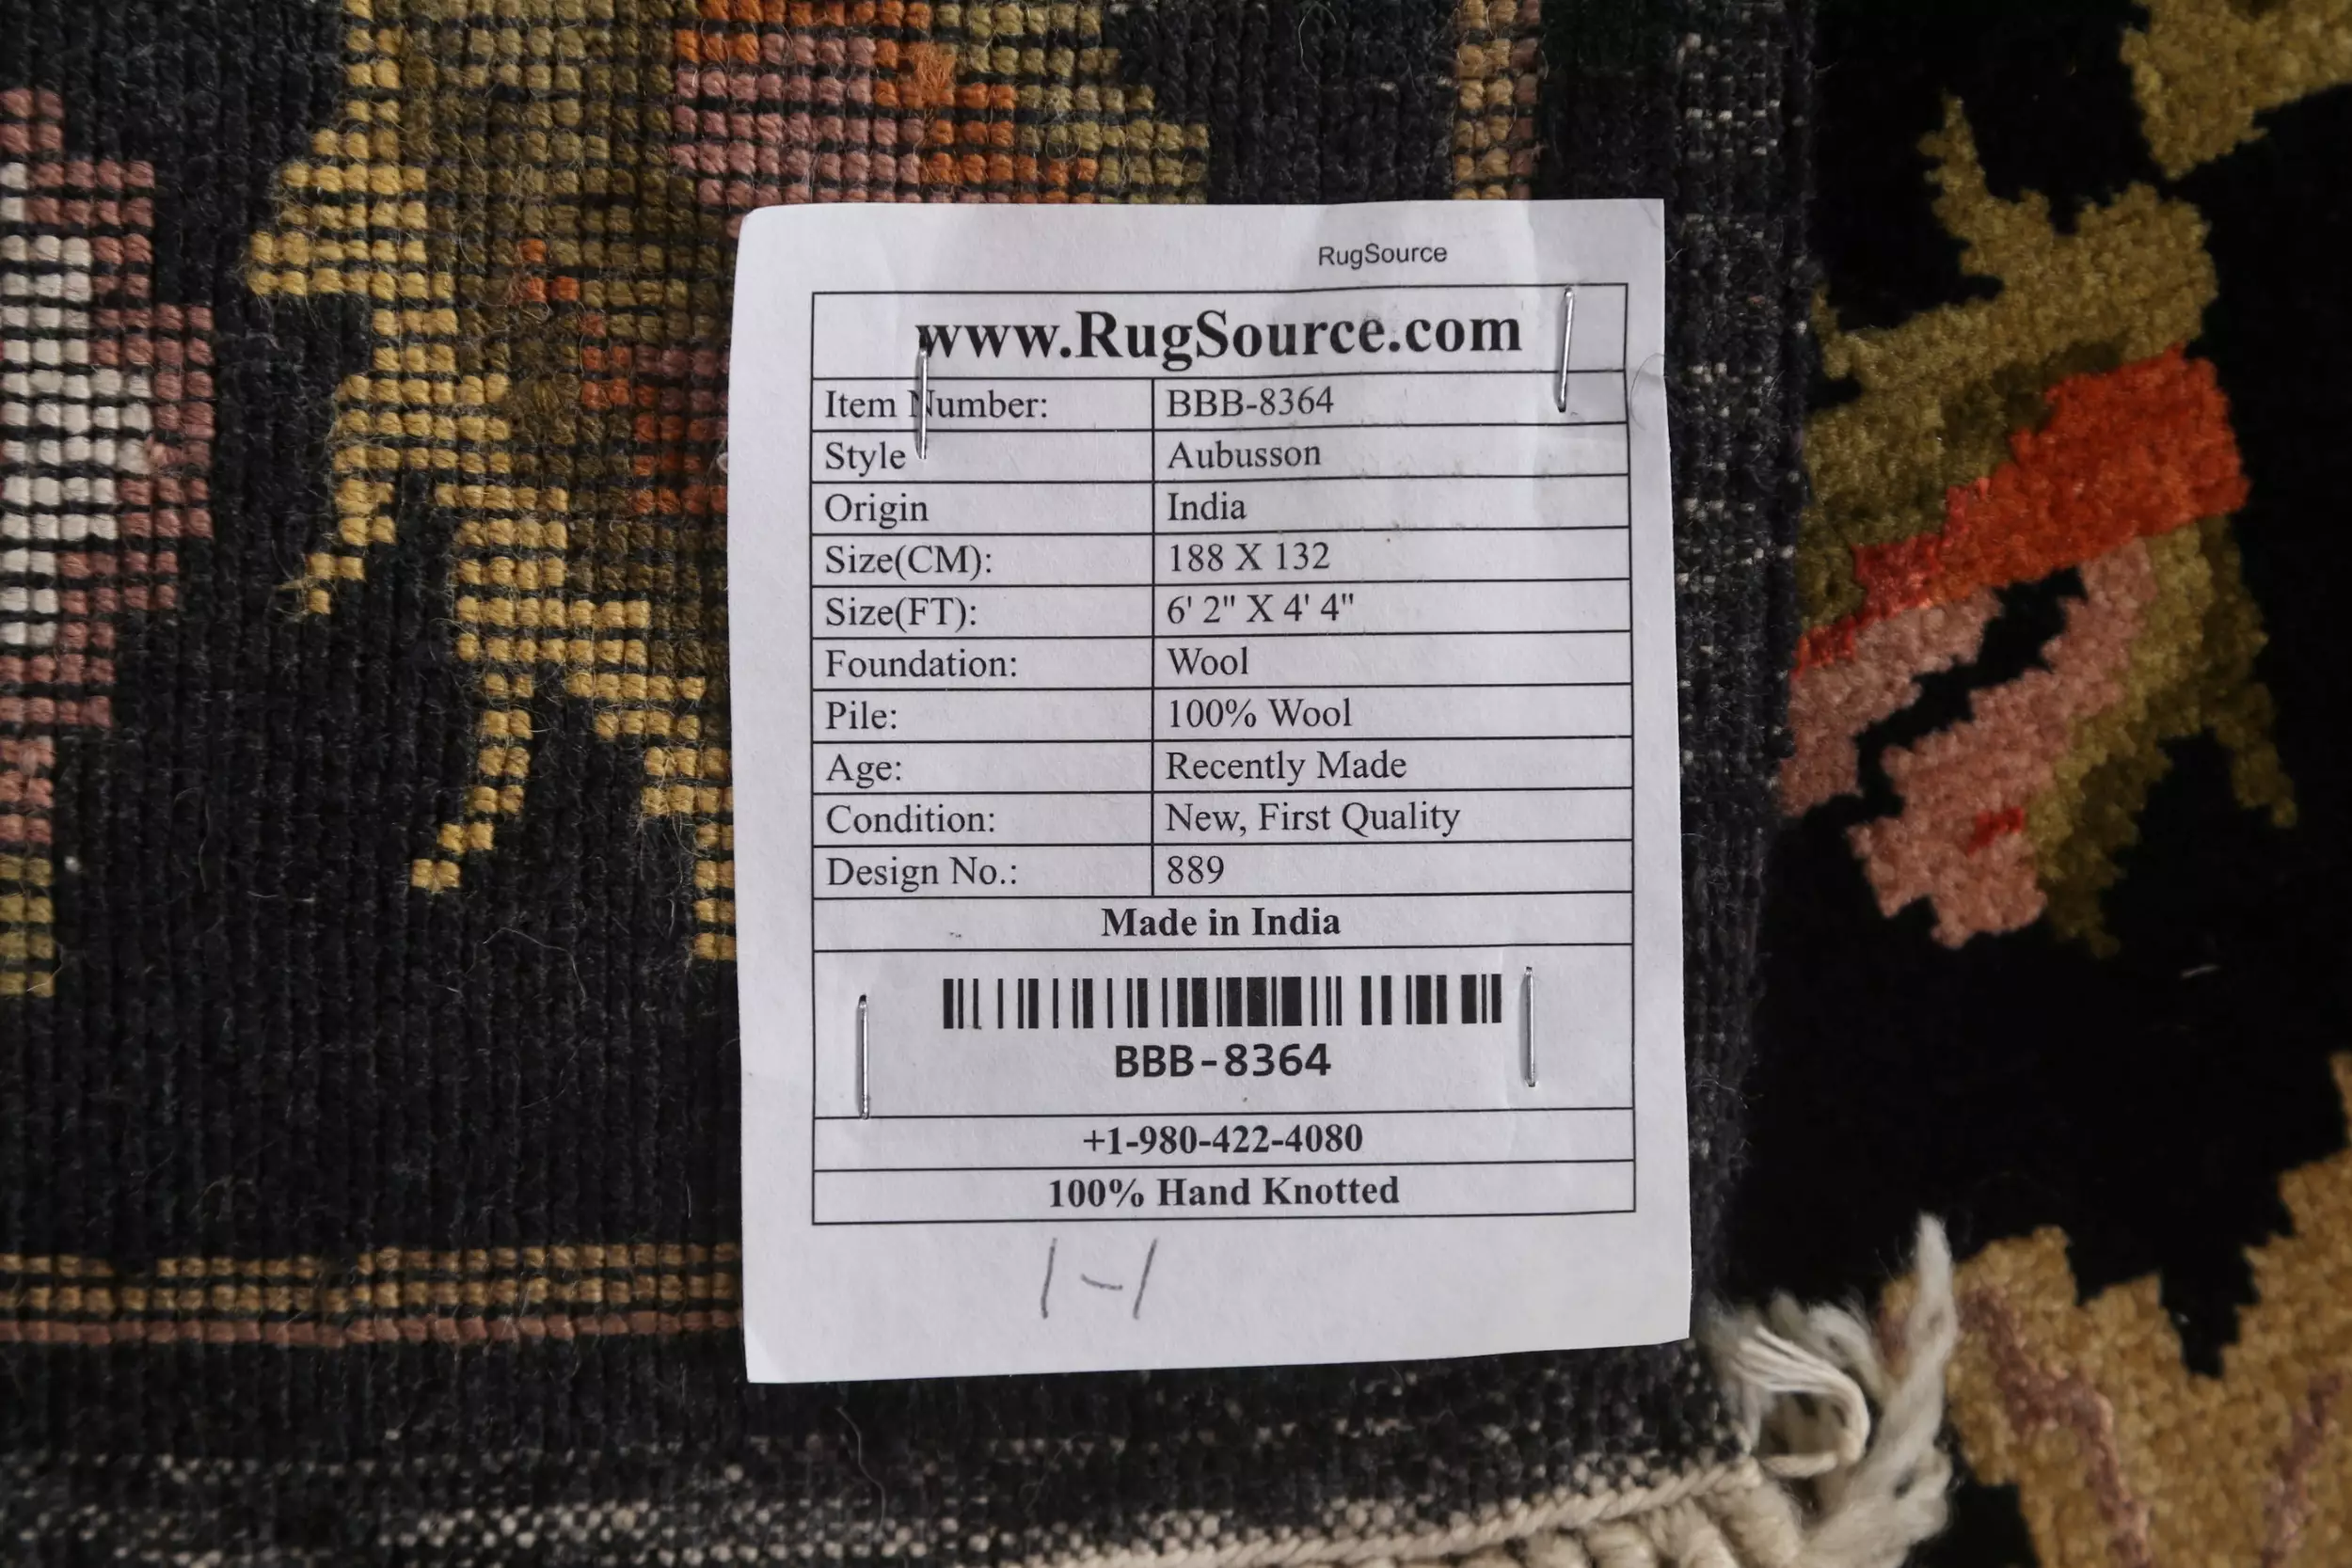 RugSource
www.RugSource.com
Item Number: BBB-8364
Style Aubusson
Origin India
Size(CM): 188 X 132
Size(FT): 6' 2" X 4' 4"
Foundation: Wool
Pile: 100% Wool
Age: Recently Made
Condition: New, First Quality
Design No.: 889
Made in India
BBB-8364
+1-980-422-4080
100% Hand Knotted
1-1